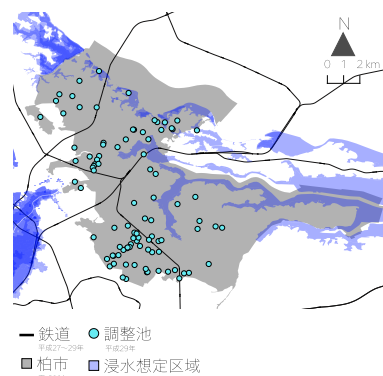 N
0 1 2 km
鉄道
平成27〜29年
調整池
平成29年
柏市
浸水想定区域